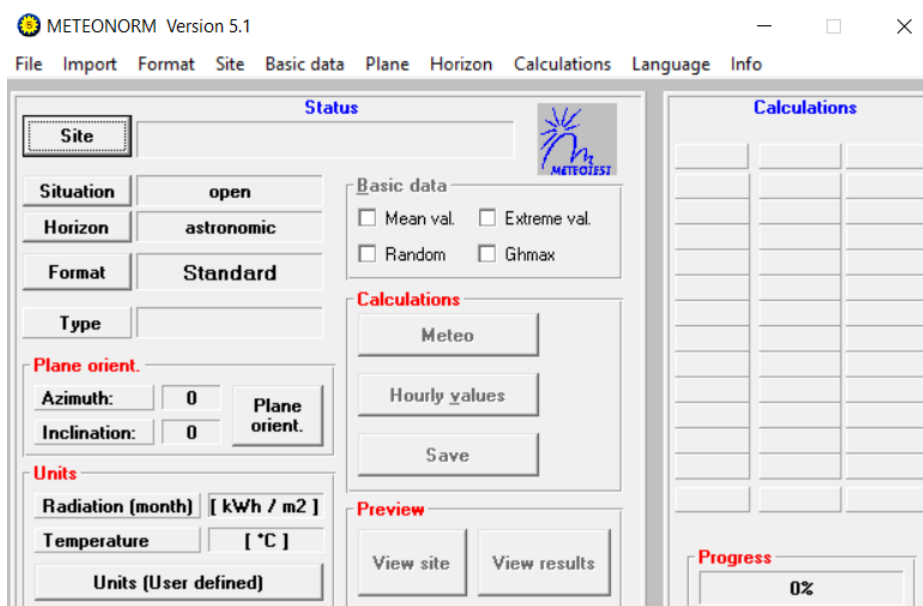 METEONORM Version 5.1
File Import Format Site Basic data Plane Horizon Calculations Language Info
Status
Site
METEOTEST
Situation open
Horizon astronomic
Format Standard
Type
Plane orient.
Azimuth: 0
Inclination: 0
Plane orient.
Units
Radiation (month) [ kWh / m2 ]
Temperature [ °C ]
Units (User defined)
Basic data
Mean val. Extreme val.
Random Ghmax
Calculations
Meteo
Hourly values
Save
Preview
View site View results
Calculations
Progress
0%